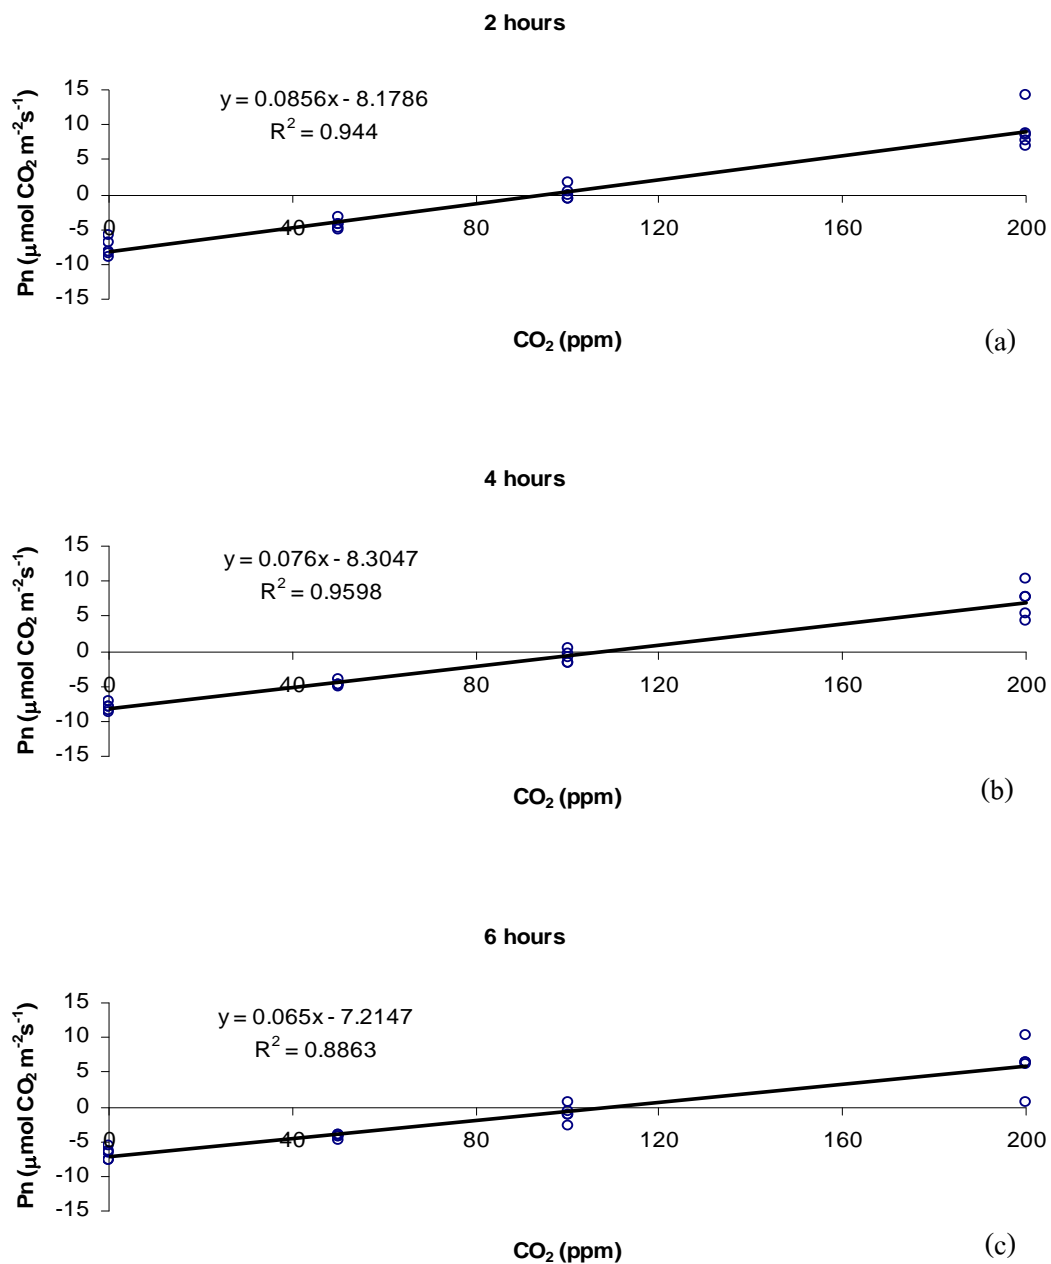 2 hours
15
10
5
0
-5
-10
-15
y = 0.0856x - 8.1786
R² = 0.944
0 40 80 120 160 200
Pn (μmol CO₂ m⁻²s⁻¹)
CO₂ (ppm)
(a)
4 hours
15
10
5
0
-5
-10
-15
y = 0.076x - 8.3047
R² = 0.9598
0 40 80 120 160 200
Pn (μmol CO₂ m⁻²s⁻¹)
CO₂ (ppm)
(b)
6 hours
15
10
5
0
-5
-10
-15
y = 0.065x - 7.2147
R² = 0.8863
0 40 80 120 160 200
Pn (μmol CO₂ m⁻²s⁻¹)
CO₂ (ppm)
(c)